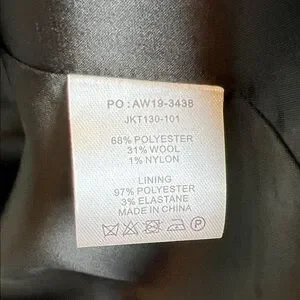 PO: AW19-3438
JKT130-101
68% POLYESTER
31% WOOL
1% NYLON
LINING
97% POLYESTER
3% ELASTANE
MADE IN CHINA
P